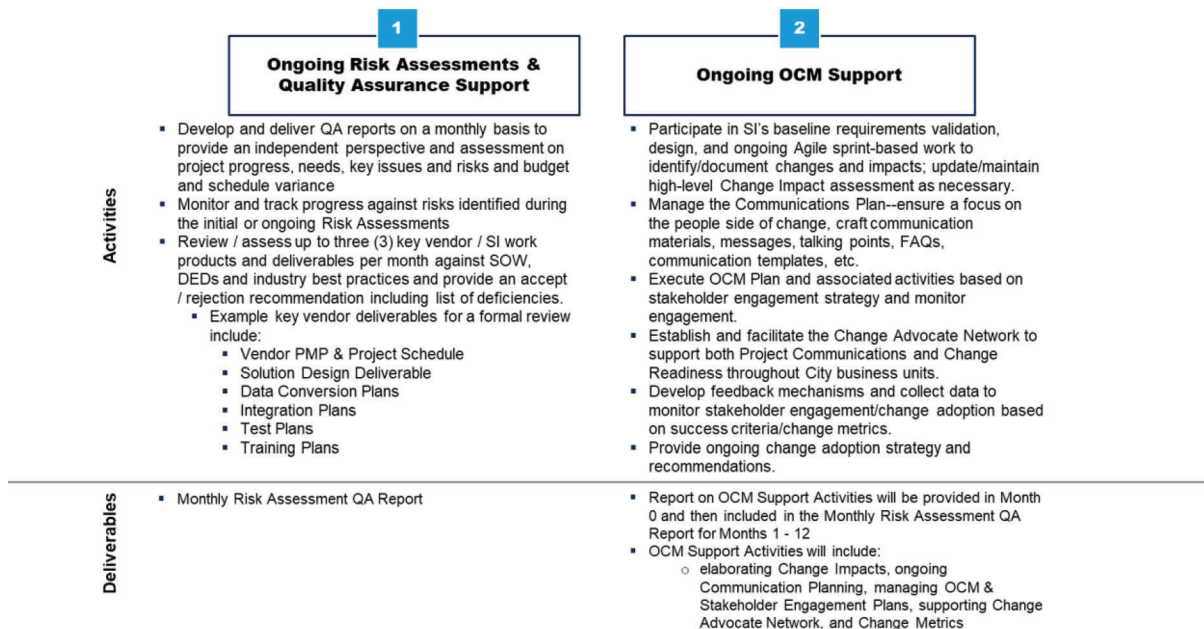 1
Ongoing Risk Assessments &
Quality Assurance Support
2
Ongoing OCM Support
Activities
▪ Develop and deliver QA reports on a monthly basis to
provide an independent perspective and assessment on
project progress, needs, key issues and risks and budget
and schedule variance
▪ Monitor and track progress against risks identified during
the initial or ongoing Risk Assessments
▪ Review / assess up to three (3) key vendor / SI work
products and deliverables per month against SOW,
DEDs and industry best practices and provide an accept
/ rejection recommendation including list of deficiencies.
▪ Example key vendor deliverables for a formal review
include:
▪ Vendor PMP & Project Schedule
▪ Solution Design Deliverable
▪ Data Conversion Plans
▪ Integration Plans
▪ Test Plans
▪ Training Plans
▪ Participate in SI's baseline requirements validation,
design, and ongoing Agile sprint-based work to
identify/document changes and impacts; update/maintain
high-level Change Impact assessment as necessary.
▪ Manage the Communications Plan--ensure a focus on
the people side of change, craft communication
materials, messages, talking points, FAQs,
communication templates, etc.
▪ Execute OCM Plan and associated activities based on
stakeholder engagement strategy and monitor
engagement.
▪ Establish and facilitate the Change Advocate Network to
support both Project Communications and Change
Readiness throughout City business units.
▪ Develop feedback mechanisms and collect data to
monitor stakeholder engagement/change adoption based
on success criteria/change metrics.
▪ Provide ongoing change adoption strategy and
recommendations.
Deliverables
▪ Monthly Risk Assessment QA Report
▪ Report on OCM Support Activities will be provided in Month
0 and then included in the Monthly Risk Assessment QA
Report for Months 1 - 12
▪ OCM Support Activities will include:
o elaborating Change Impacts, ongoing
Communication Planning, managing OCM &
Stakeholder Engagement Plans, supporting Change
Advocate Network, and Change Metrics